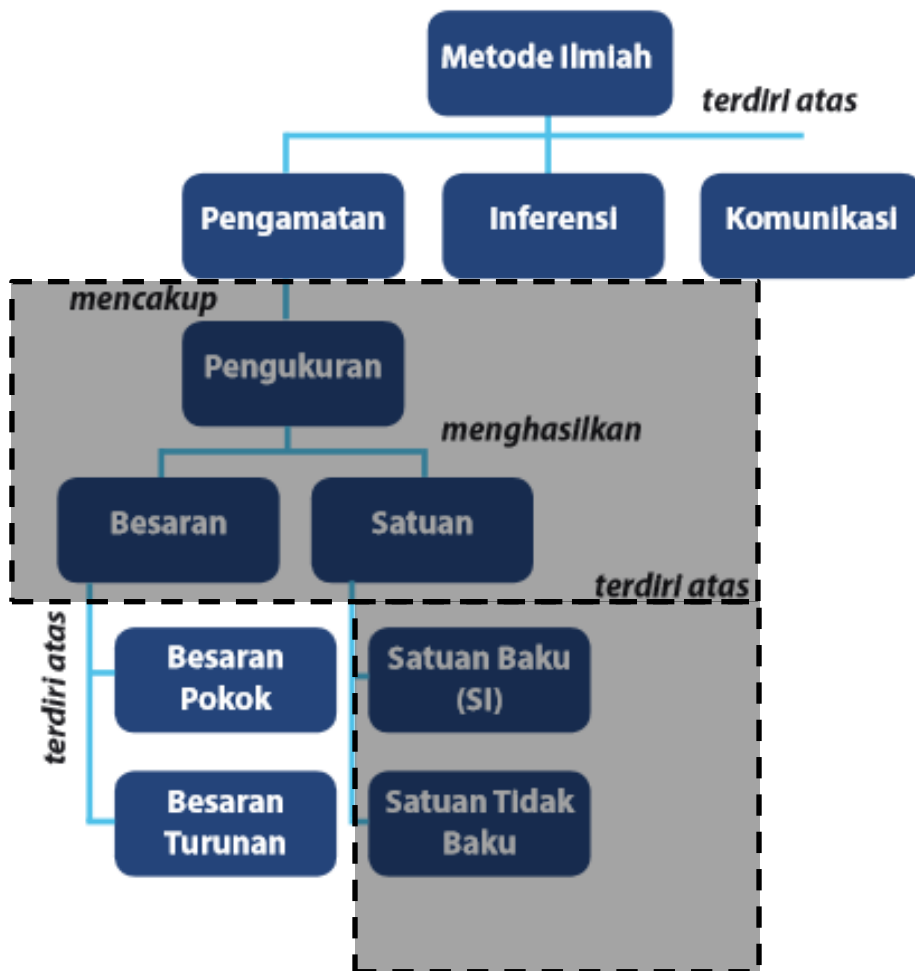 Metode Ilmiah
terdiri atas
Pengamatan
Inferensi
Komunikasi
mencakup
Pengukuran
menghasilkan
Besaran
Satuan
terdiri atas
terdiri atas
Besaran
Pokok
Satuan Baku
(SI)
Besaran
Turunan
Satuan Tidak
Baku